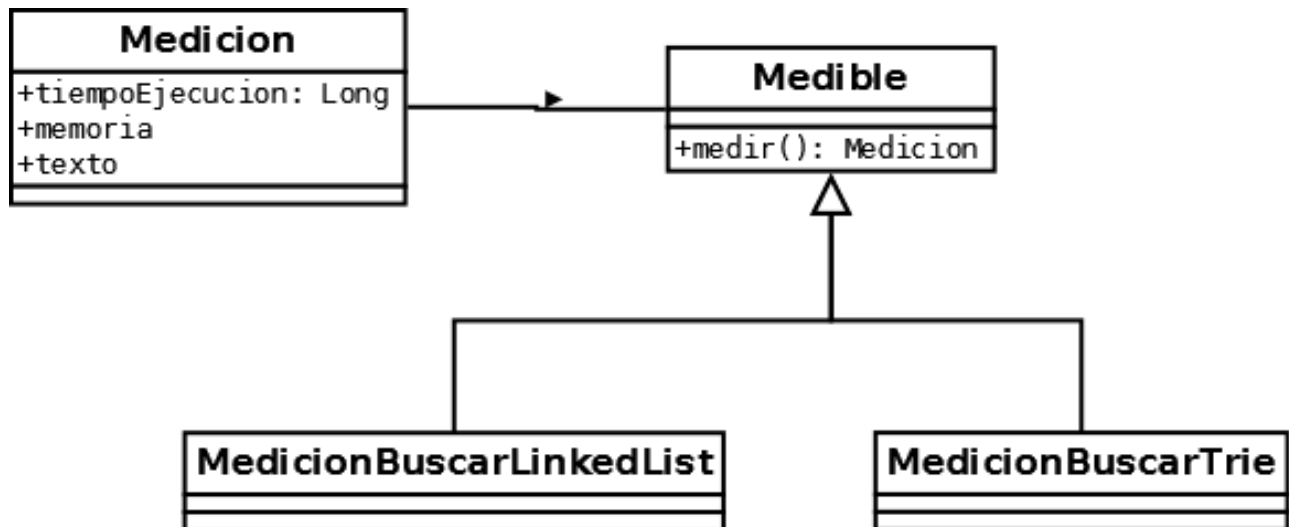 Medicion
+tiempoEjecucion: Long
+memoria
+texto
Medible
+medir(): Medicion
MedicionBuscarLinkedList
MedicionBuscarTrie